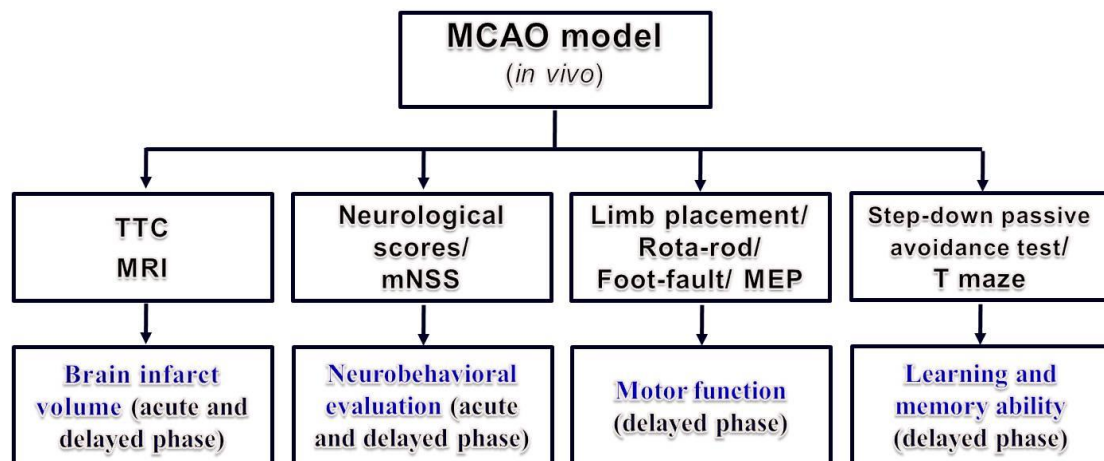 MCAO model
(in vivo)
TTC
MRI
Neurological
scores/
mNSS
Limb placement/
Rota-rod/
Foot-fault/ MEP
Step-down passive
avoidance test/
T maze
Brain infarct
volume (acute and
delayed phase)
Neurobehavioral
evaluation (acute
and delayed phase)
Motor function
(delayed phase)
Learning and
memory ability
(delayed phase)